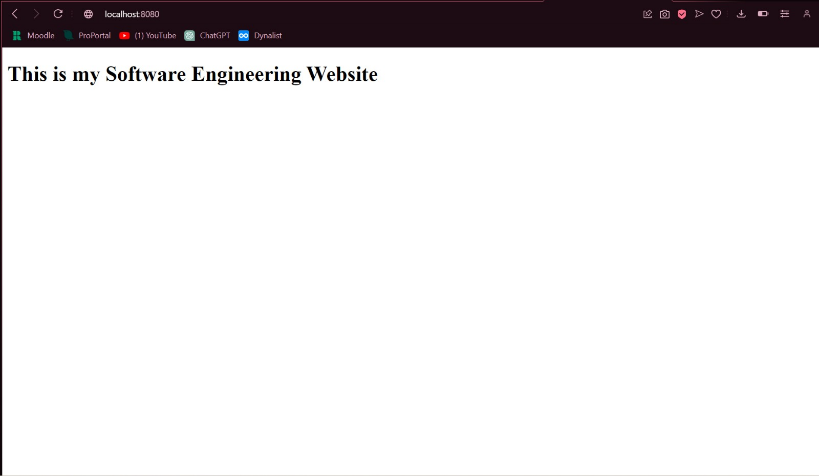 localhost:8080
Moodle ProPortal (1) YouTube ChatGPT Dynalist
This is my Software Engineering Website